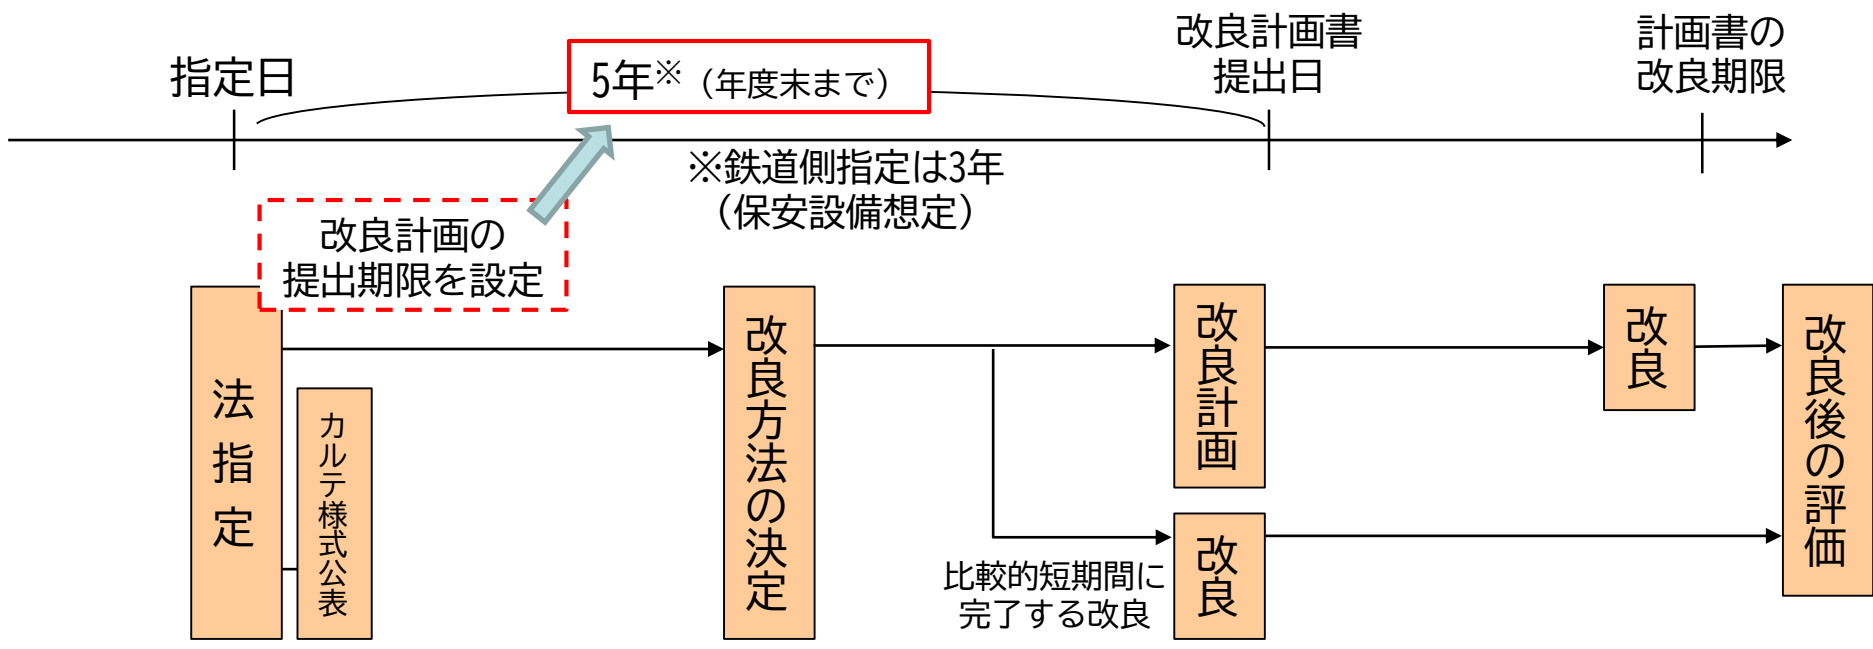 指定日
5年※（年度末まで）
改良計画書
提出日
計画書の
改良期限
※鉄道側指定は3年
（保安設備想定）
改良計画の
提出期限を設定
法指定
カルテ様式公表
改良方法の決定
改良計画
改良
改良後の評価
比較的短期間に
完了する改良
改良